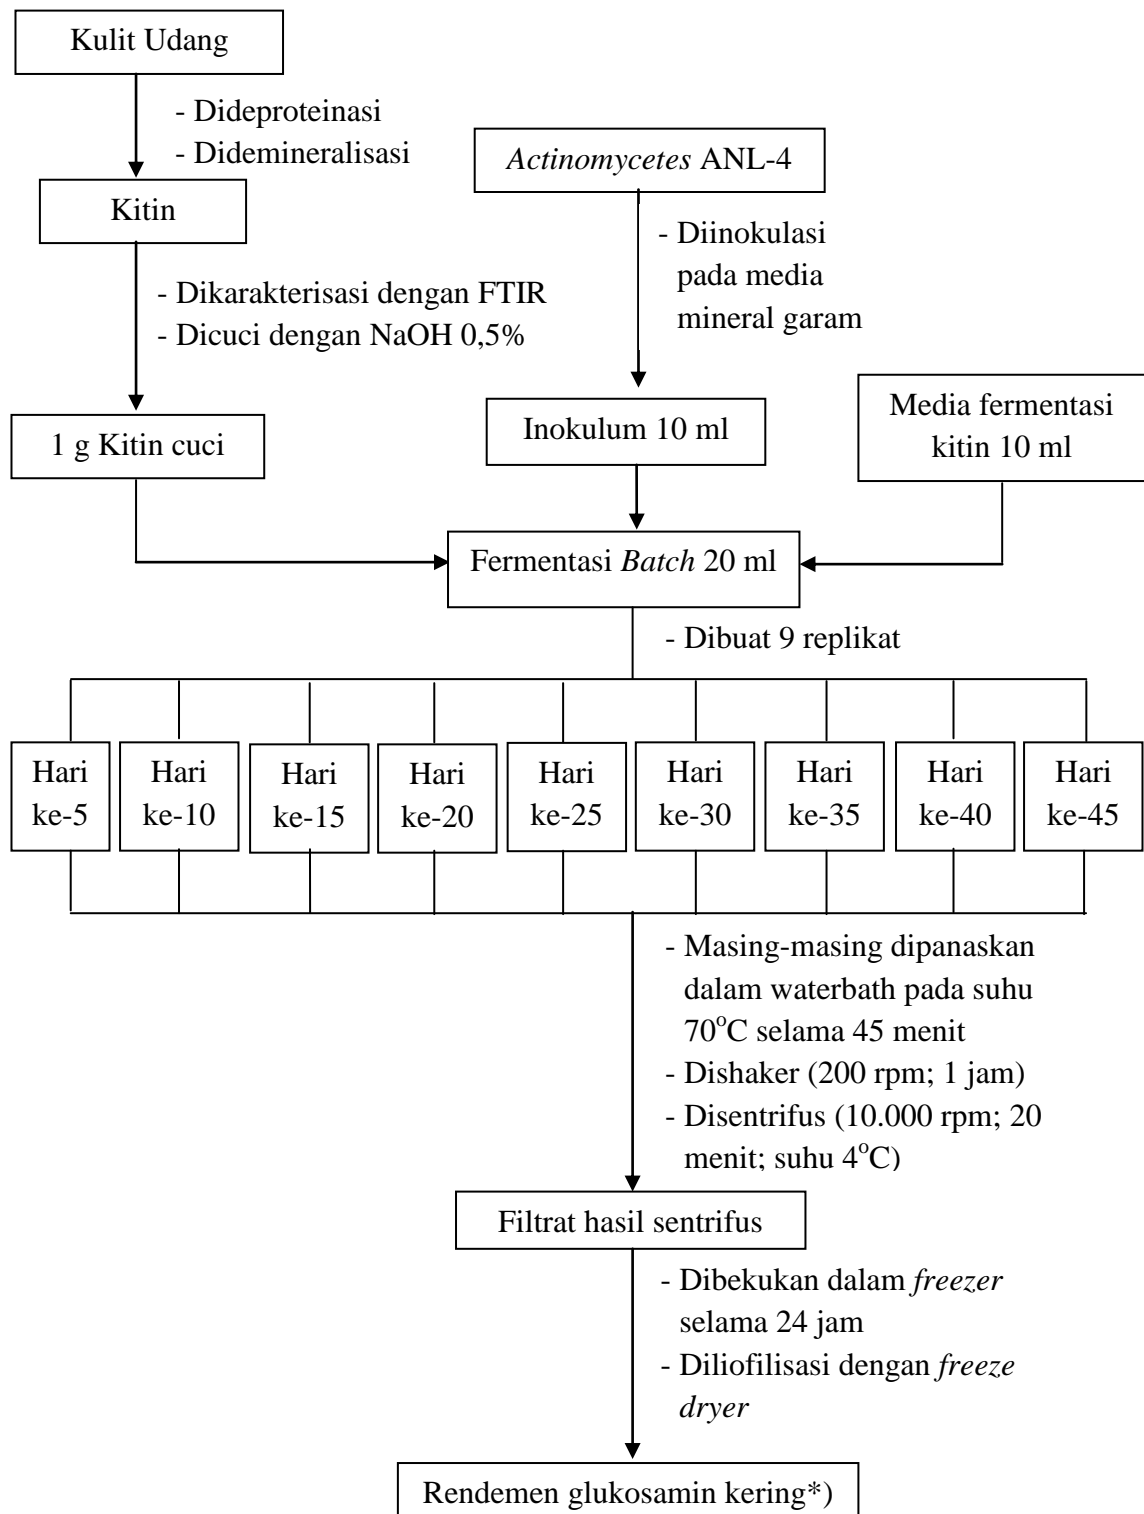 Kulit Udang
- Dideproteinasi
- Didemineralisasi
Actinomycetes ANL-4
Kitin
- Diinokulasi
pada media
mineral garam
- Dikarakterisasi dengan FTIR
- Dicuci dengan NaOH 0,5%
1 g Kitin cuci
Inokulum 10 ml
Media fermentasi
kitin 10 ml
Fermentasi Batch 20 ml
- Dibuat 9 replikat
Hari
ke-5
Hari
ke-10
Hari
ke-15
Hari
ke-20
Hari
ke-25
Hari
ke-30
Hari
ke-35
Hari
ke-40
Hari
ke-45
- Masing-masing dipanaskan
dalam waterbath pada suhu
70°C selama 45 menit
- Dishaker (200 rpm; 1 jam)
- Disentrifus (10.000 rpm; 20
menit; suhu 4°C)
Filtrat hasil sentrifus
- Dibekukan dalam freezer
selama 24 jam
- Diliofilisasi dengan freeze
dryer
Rendemen glukosamin kering*)